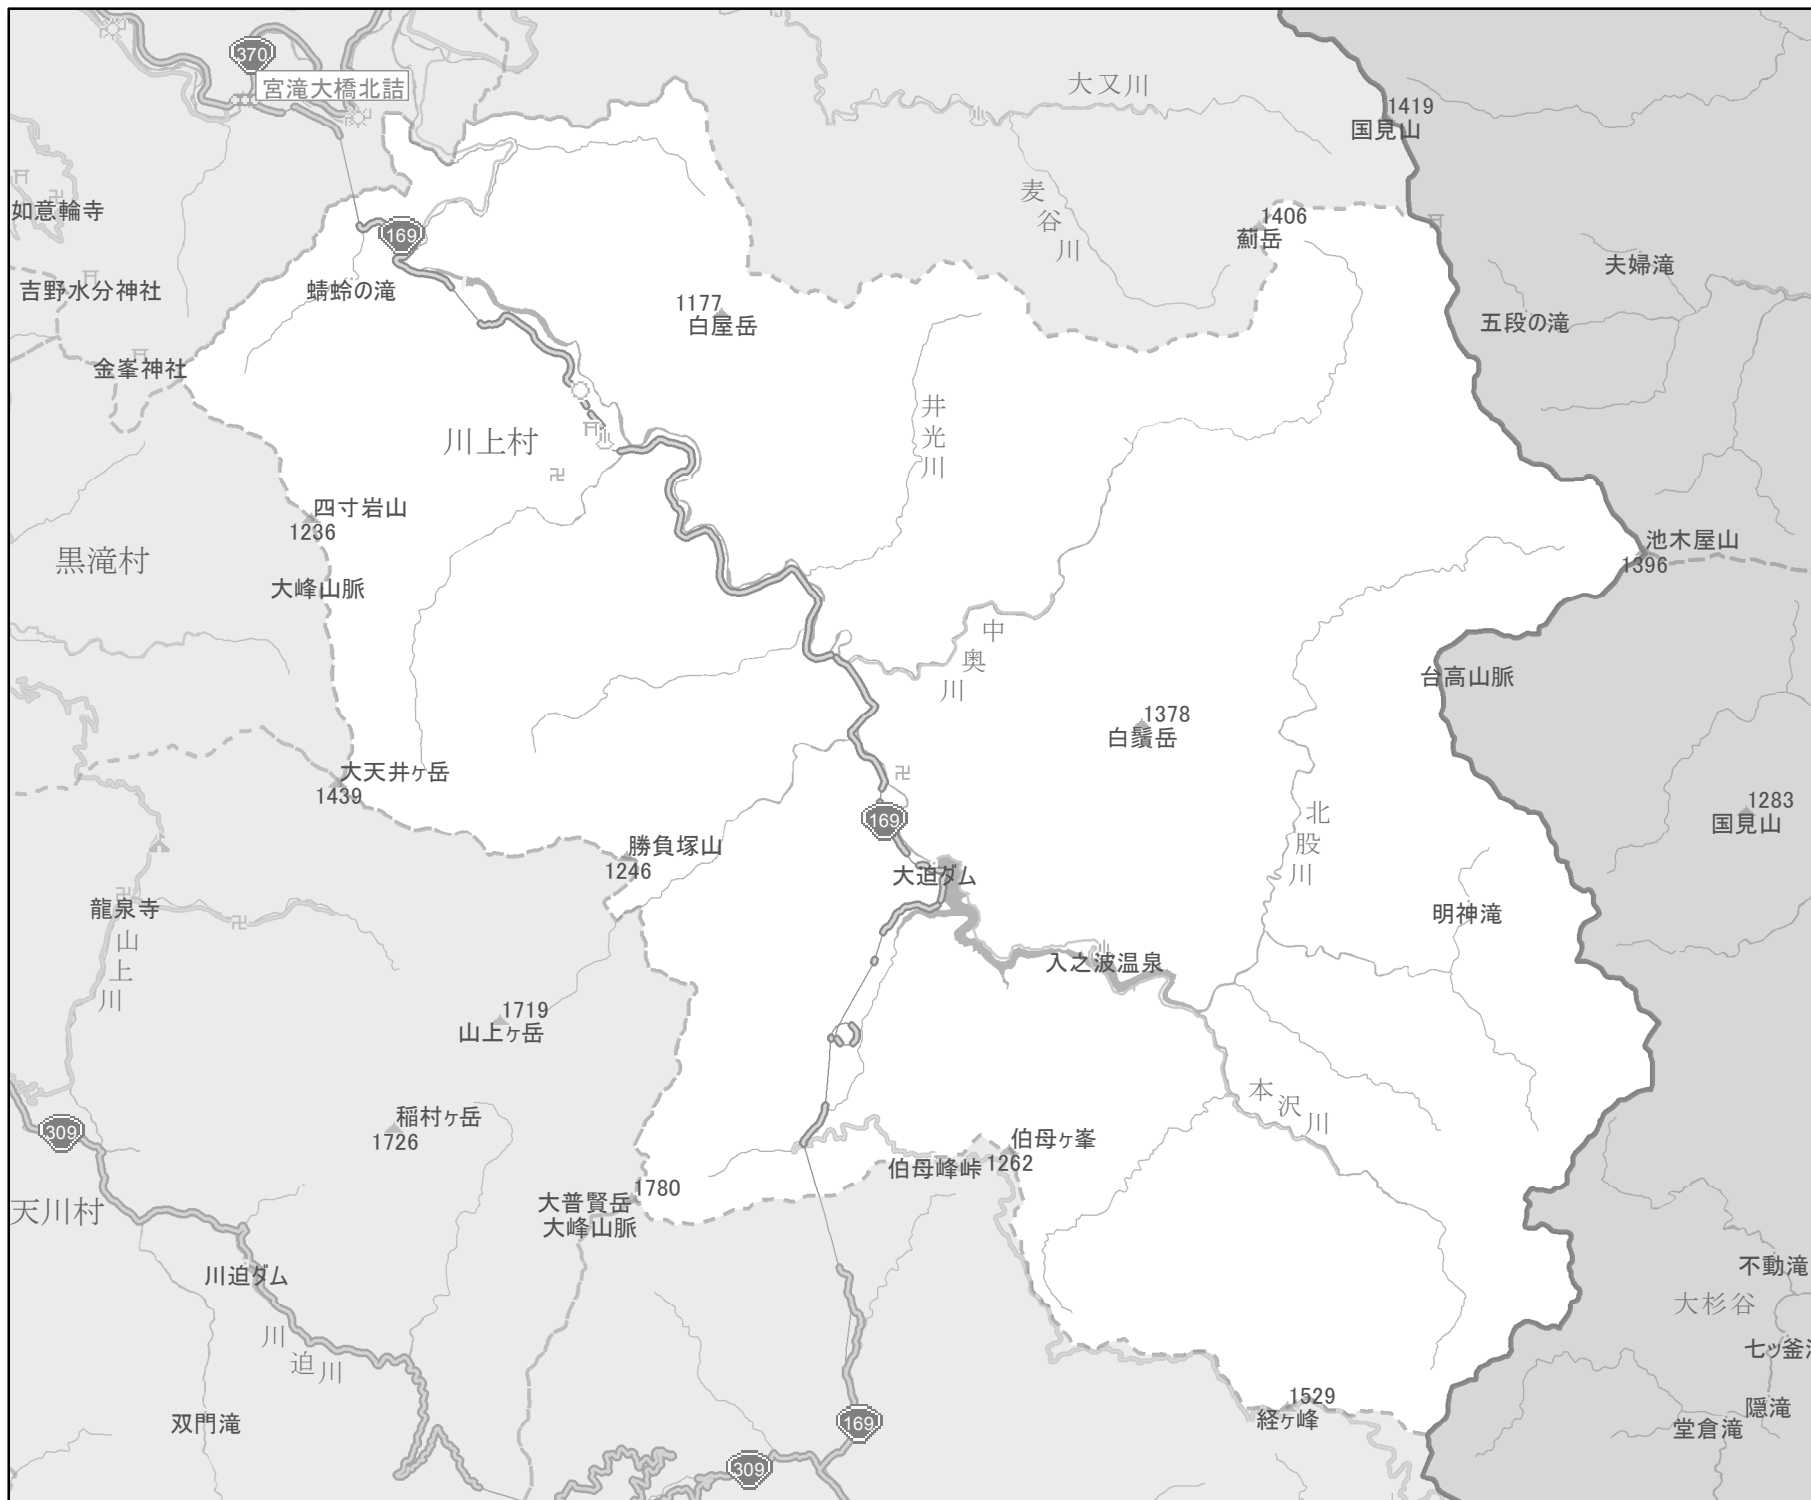 370
宮滝大橋北詰
大又川
1419
国見山
麦谷川
如意輪寺
169
1406
薊岳
吉野水分神社
蜻蛉の滝
夫婦滝
1177
白屋岳
五段の滝
金峯神社
井光川
川上村
四寸岩山
1236
黒滝村
池木屋山
1396
大峰山脈
中奥川
台高山脈
1378
白鬚岳
大天井ヶ岳
1439
169
北股川
1283
国見山
勝負塚山
1246
大迫ダム
龍泉寺
明神滝
山上川
入之波温泉
1719
山上ヶ岳
本沢川
309
稲村ヶ岳
1726
伯母ヶ峯
1262
伯母峰峠
1780
大普賢岳
大峰山脈
天川村
川迫ダム
不動滝
大杉谷
川迫川
七ッ釜
1529
経ヶ峰
隠滝
双門滝
169
堂倉滝
309